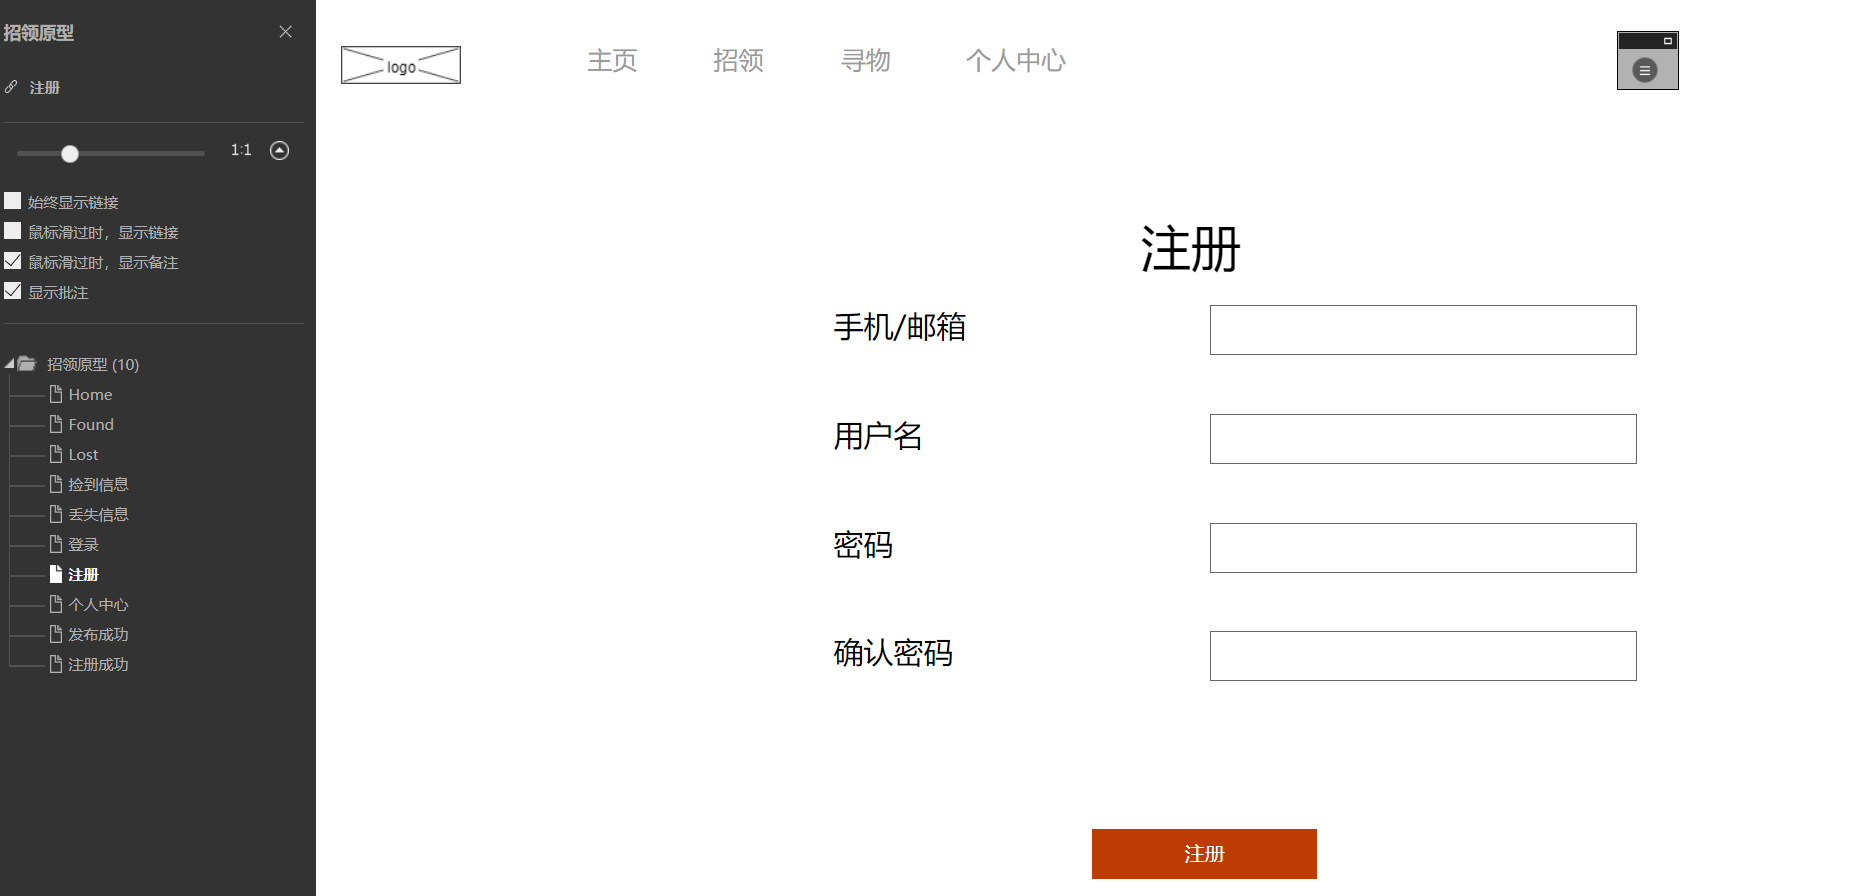 招领原型
注册
1:1
始终显示链接
鼠标滑过时，显示链接
鼠标滑过时，显示备注
显示批注
招领原型 (10)
Home
Found
Lost
捡到信息
丢失信息
登录
注册
个人中心
发布成功
注册成功
logo 主页 招领 寻物 个人中心
注册
手机/邮箱
用户名
密码
确认密码
注册